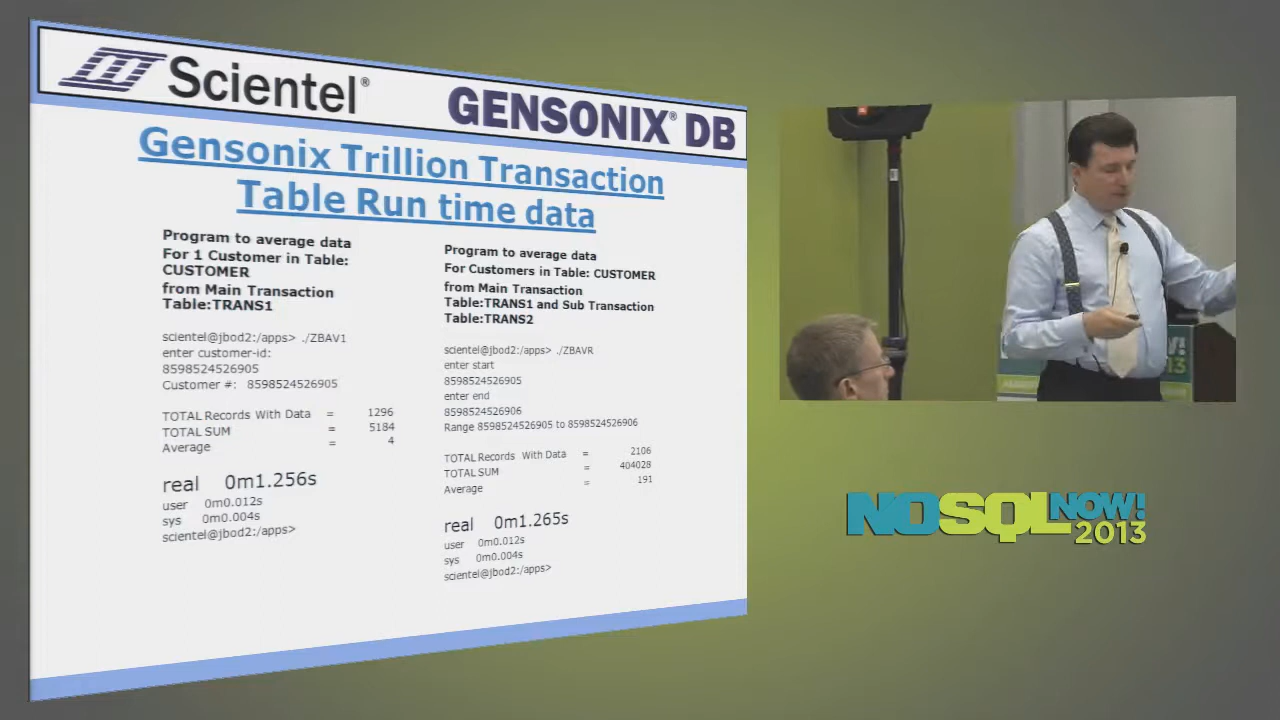 Scientel®
GENSONIX® DB
Gensonix Trillion Transaction
Table Run time data
Program to average data
For 1 Customer in Table:
CUSTOMER
from Main Transaction
Table:TRANS1
scientel@jbod2:/apps> ./ZBAV1
enter customer-id:
8598524526905
Customer #: 8598524526905
TOTAL Records With Data = 1296
TOTAL SUM = 5184
Average = 4
real 0m1.256s
user 0m0.012s
sys 0m0.004s
scientel@jbod2:/apps>
Program to average data
For Customers in Table: CUSTOMER
from Main Transaction
Table:TRANS1 and Sub Transaction
Table:TRANS2
scientel@jbod2:/apps> ./ZBAVR
enter start
8598524526905
enter end
8598524526906
Range 8598524526905 to 8598524526906
TOTAL Records With Data = 2106
TOTAL SUM = 404028
Average = 191
real 0m1.265s
user 0m0.012s
sys 0m0.004s
scientel@jbod2:/apps>
NOSQL NOW!
2013